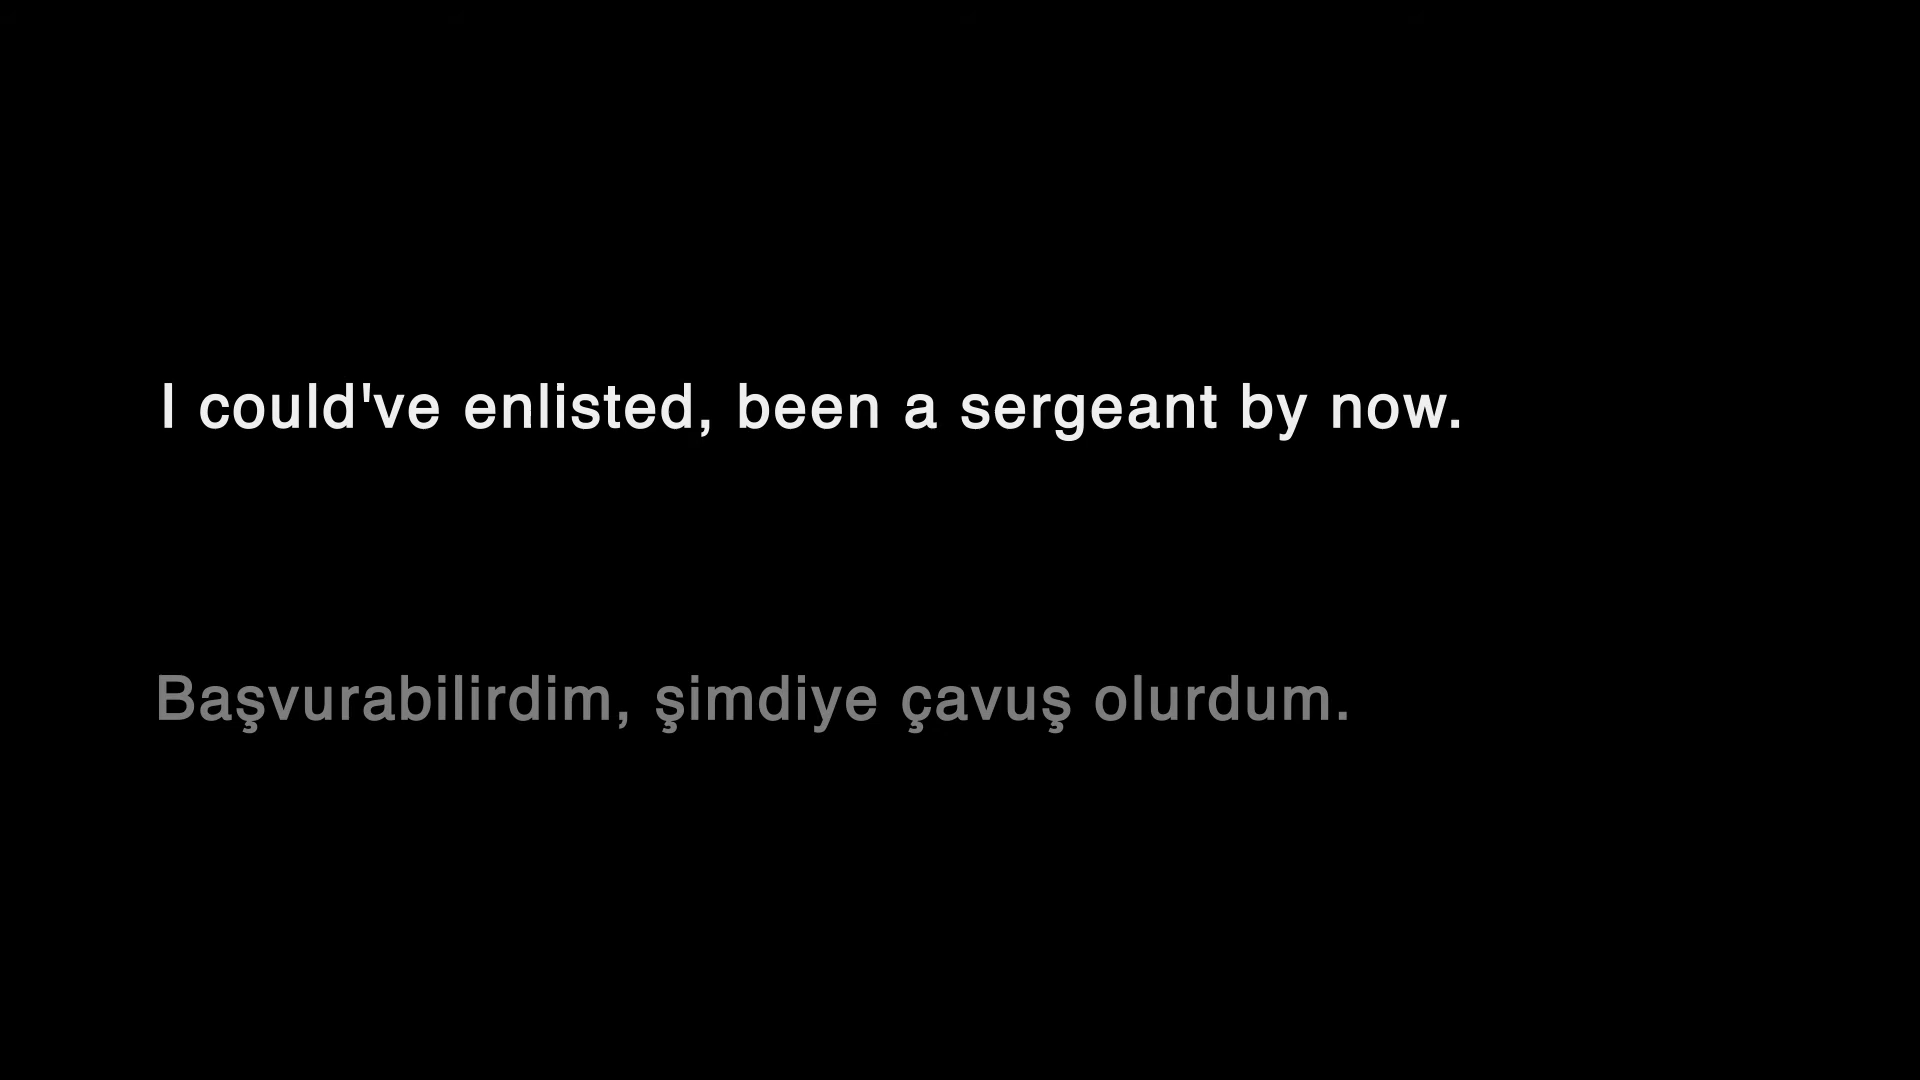 I could've enlisted, been a sergeant by now.
Başvurabilirdim, şimdiye çavuş olurdum.